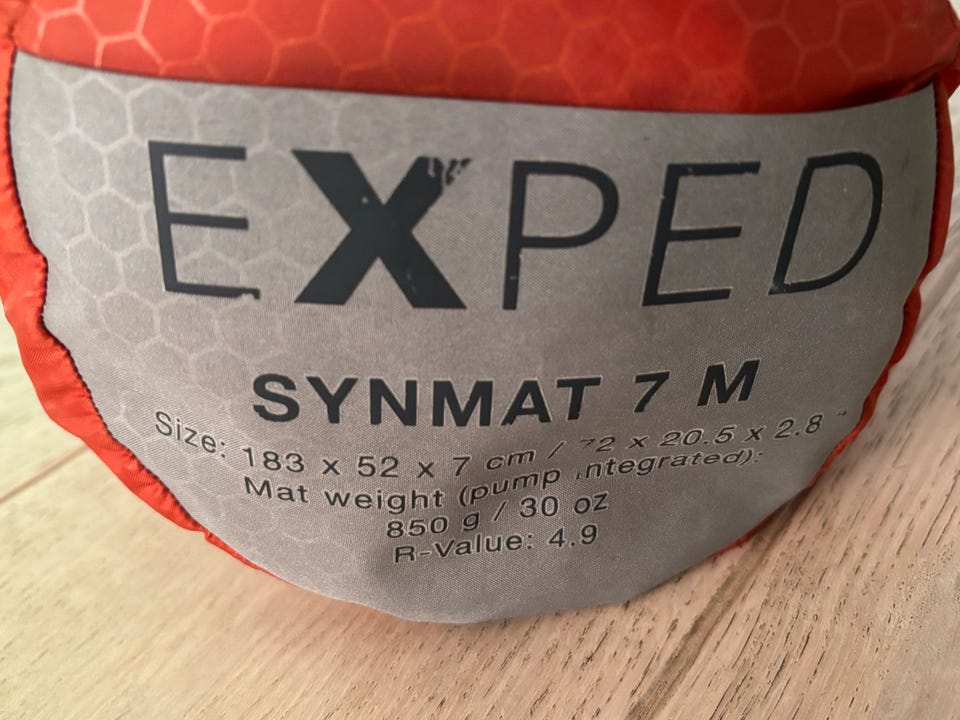 EXPED
SYNMAT 7 M
Size: 183 x 52 x 7 cm / 72 x 20.5 x 2.8 "
Mat weight (pump integrated):
850 g / 30 oz
R-Value: 4.9